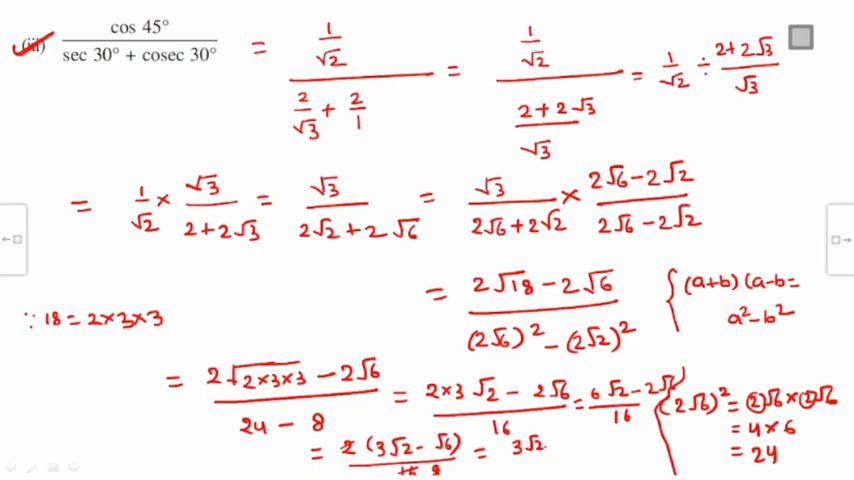 (iii) cos 45° / (sec 30° + cosec 30°) = (1/√2) / (2/√3 + 2/1) = (1/√2) / ((2+2√3)/√3) = 1/√2 ÷ (2+2√3)/√3
= 1/√2 × √3/(2+2√3) = √3/(2√2+2√6) = √3/(2√6+2√2) × (2√6-2√2)/(2√6-2√2)
= (2√18-2√6)/((2√6)²-(2√2)²) { (a+b) (a-b=
a²-b²
∵ 18 = 2×3×3
= (2√(2×3×3) - 2√6)/(24-8) = (2×3√2-2√6)/16 = (6√2-2√6)/16
(2√6)² = 2√6×2√6
= 4×6
= 24
= 2(3√2-√6)/16 8 = 3√2